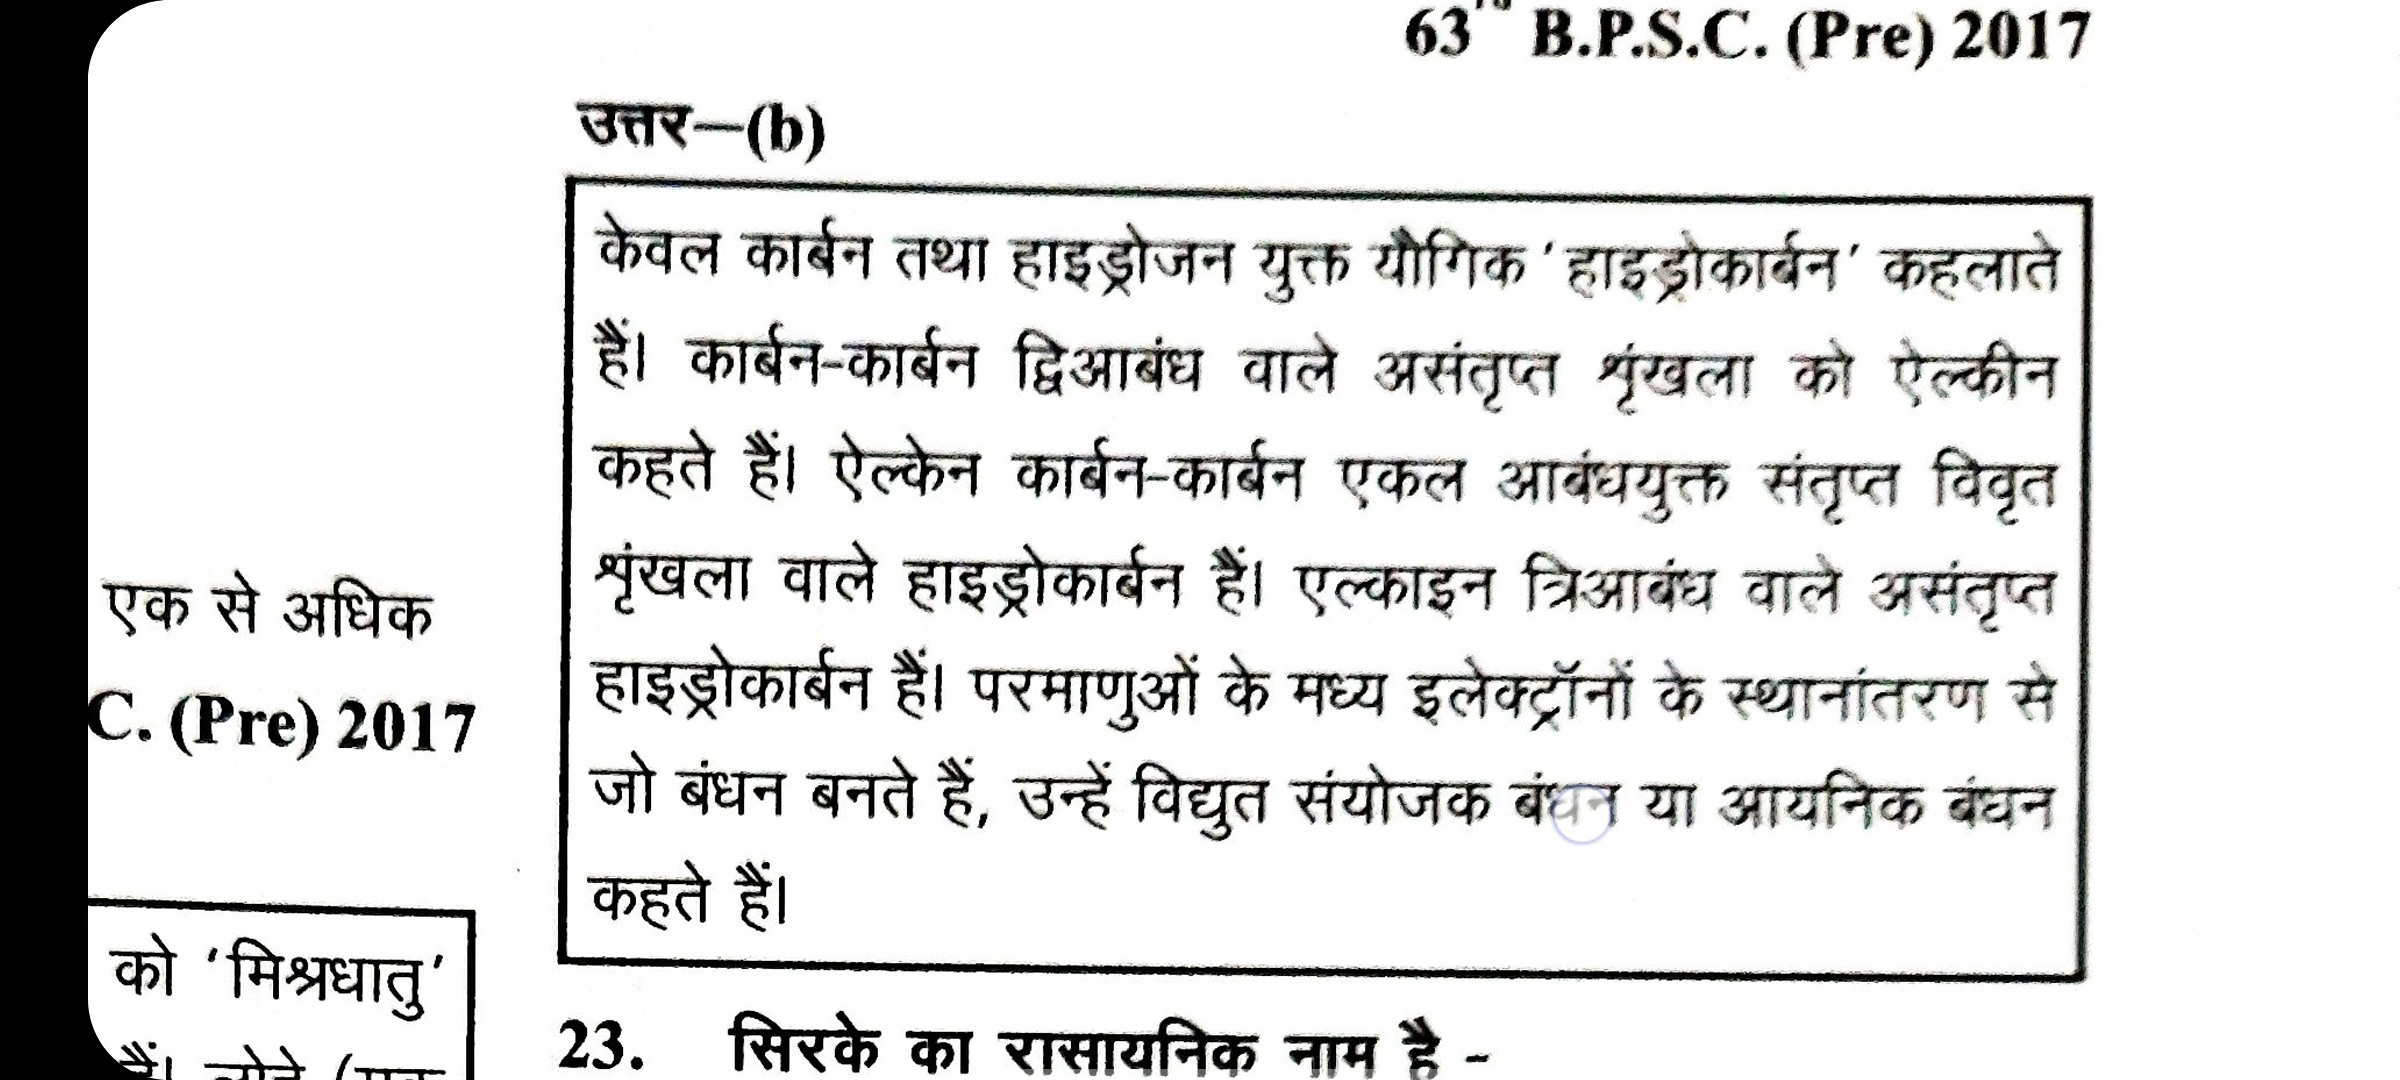 63rd B.P.S.C. (Pre) 2017
उत्तर—(b)
केवल कार्बन तथा हाइड्रोजन युक्त यौगिक 'हाइड्रोकार्बन' कहलाते
हैं। कार्बन-कार्बन द्विआबंध वाले असंतृप्त शृंखला को ऐल्कीन
कहते हैं। ऐल्केन कार्बन-कार्बन एकल आबंधयुक्त संतृप्त विवृत
शृंखला वाले हाइड्रोकार्बन हैं। एल्काइन त्रिआबंध वाले असंतृप्त
हाइड्रोकार्बन हैं। परमाणुओं के मध्य इलेक्ट्रॉनों के स्थानांतरण से
जो बंधन बनते हैं, उन्हें विद्युत संयोजक बंधन या आयनिक बंधन
कहते हैं।
23. सिरके का रासायनिक नाम है -
एक से अधिक
C. (Pre) 2017
को 'मिश्रधातु'